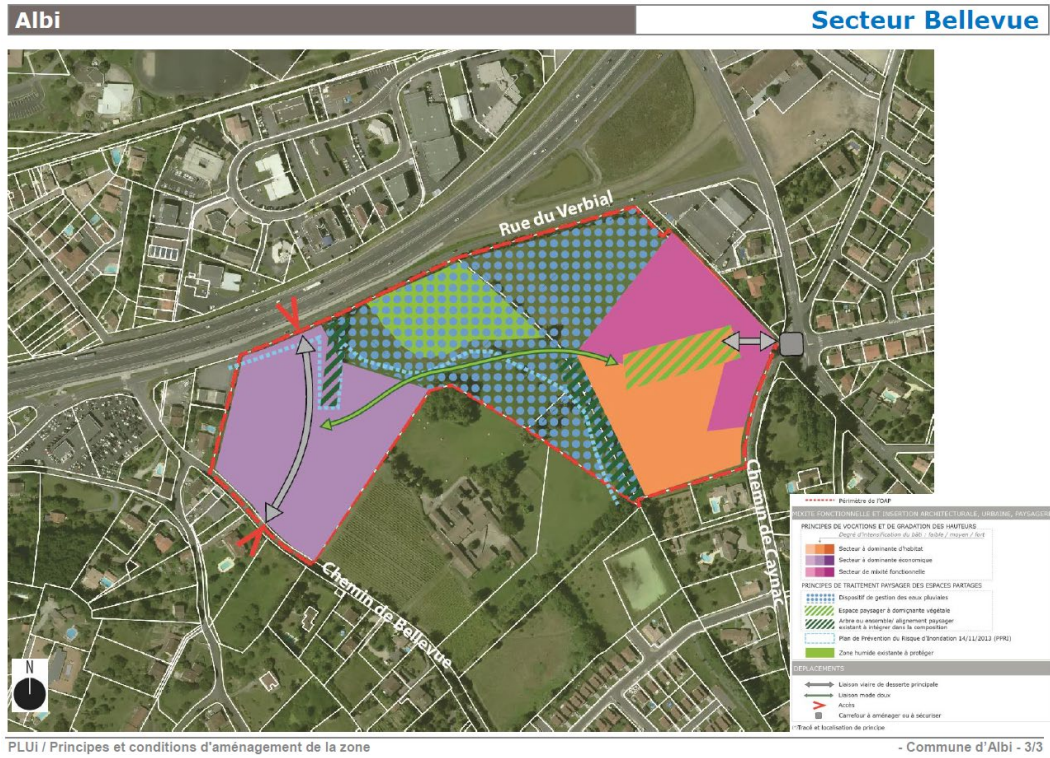 Albi
Secteur Bellevue
Rue du Verbial
Chemin de Bellevue
Chemin de Caynac
N
Périmètre de l'OAP
MIXITE FONCTIONNELLE ET INSERTION ARCHITECTURALE, URBAINE, PAYSAGER
PRINCIPES DE VOCATIONS ET DE GRADATION DES HAUTEURS
Degré d'intensification du bâti : faible / moyen / fort
Secteur à dominante d'habitat
Secteur à dominante économique
Secteur de mixité fonctionnelle
PRINCIPES DE TRAITEMENT PAYSAGER DES ESPACES PARTAGES
Dispositif de gestion des eaux pluviales
Espace paysager à dominante végétale
Arbre ou ensemble/ alignement paysager
existant à intégrer dans la composition
Plan de Prévention du Risque d'Inondation 14/11/2013 (PPRI)
Zone humide existante à protéger
DEPLACEMENTS
Liaison viaire de desserte principale
Liaison mode doux
Accès
Carrefour à aménager ou à sécuriser
Tracé et localisation de principe
PLUi / Principes et conditions d'aménagement de la zone
- Commune d'Albi - 3/3